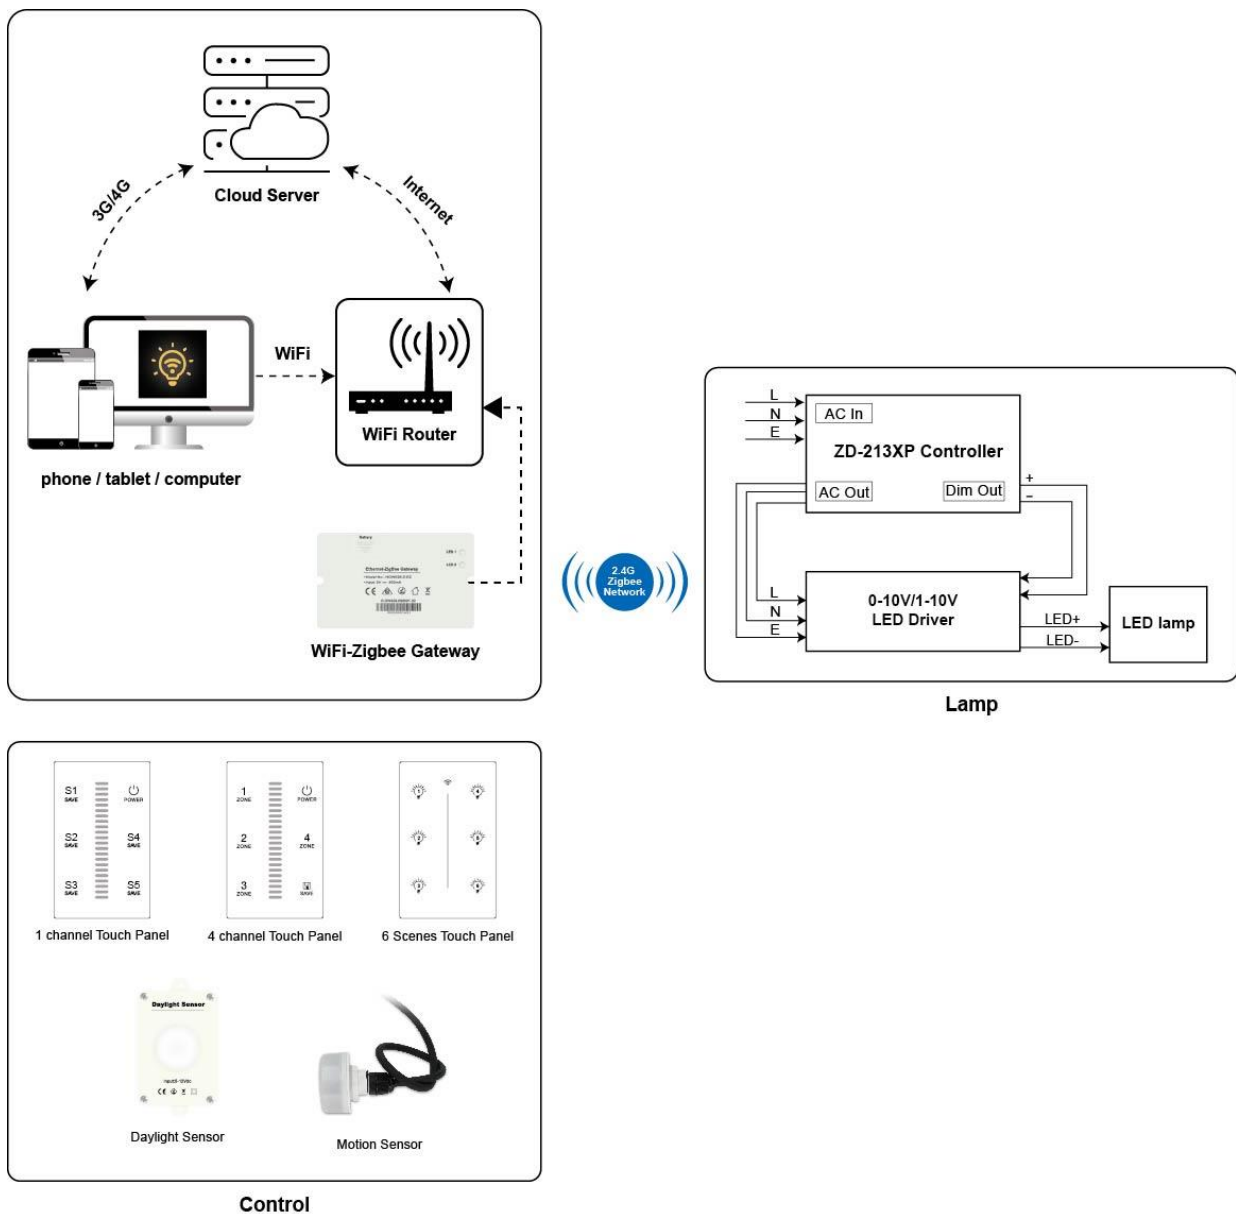 Cloud Server
3G/4G
Internet
WiFi
WiFi Router
phone / tablet / computer
Ethernet-ZigBee Gateway
WiFi-Zigbee Gateway
2.4G
Zigbee
Network
L
N
E
AC In
ZD-213XP Controller
AC Out
Dim Out
+
−
L
N
E
0-10V/1-10V
LED Driver
LED+
LED-
LED lamp
Lamp
S1
SAVE
POWER
S2
SAVE
S4
SAVE
S3
SAVE
S5
SAVE
1 channel Touch Panel
1
ZONE
POWER
2
ZONE
4
ZONE
3
ZONE
SAVE
4 channel Touch Panel
6 Scenes Touch Panel
Daylight Sensor
Daylight Sensor
Motion Sensor
Control